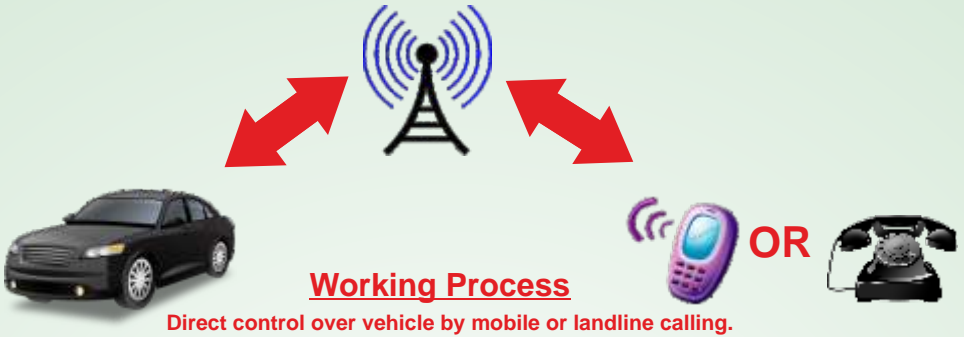 OR
Working Process
Direct control over vehicle by mobile or landline calling.